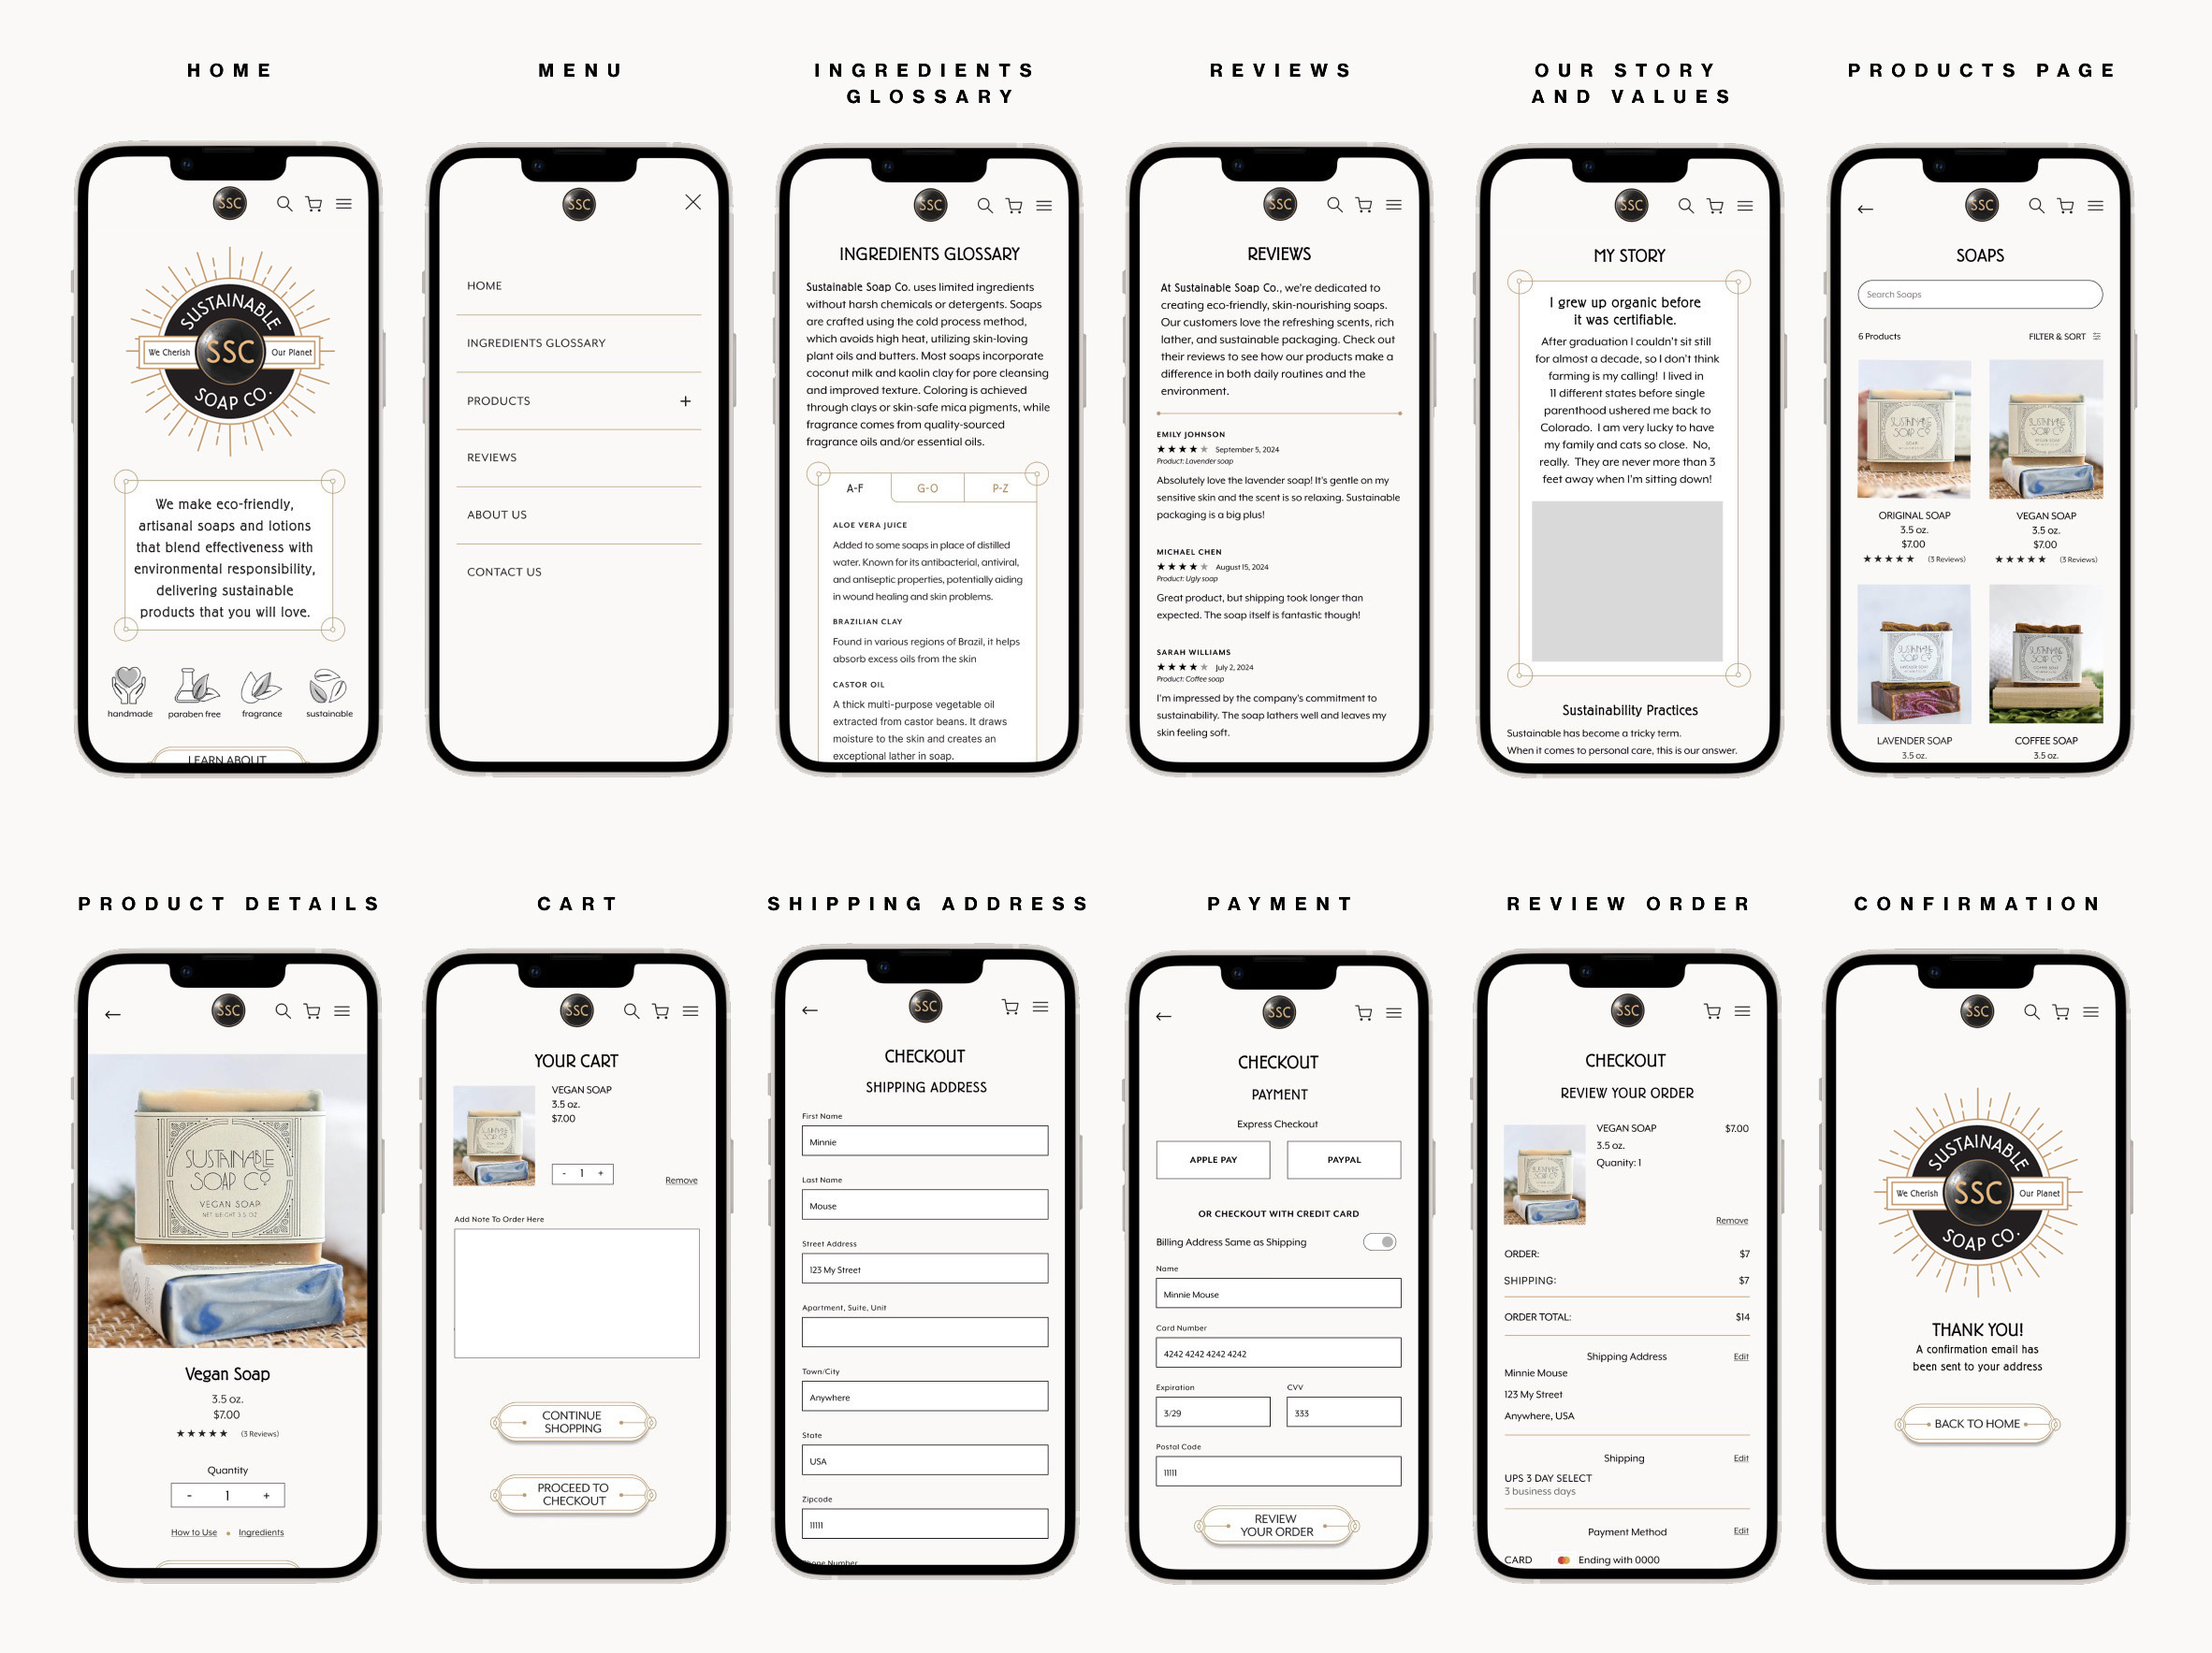 HOME
MENU
INGREDIENTS
GLOSSARY
REVIEWS
OUR STORY
AND VALUES
PRODUCTS PAGE
SSC
SUSTAINABLE
We Cherish
SSC
Our Planet
SOAP CO.
We make eco-friendly,
artisanal soaps and lotions
that blend effectiveness with
environmental responsibility,
delivering sustainable
products that you will love.
handmade
paraben free
fragrance
sustainable
LEARN ABOUT
SSC
HOME
INGREDIENTS GLOSSARY
PRODUCTS +
REVIEWS
ABOUT US
CONTACT US
SSC
INGREDIENTS GLOSSARY
Sustainable Soap Co. uses limited ingredients
without harsh chemicals or detergents. Soaps
are crafted using the cold process method,
which avoids high heat, utilizing skin-loving
plant oils and butters. Most soaps incorporate
coconut milk and kaolin clay for pore cleansing
and improved texture. Coloring is achieved
through clays or skin-safe mica pigments, while
fragrance comes from quality-sourced
fragrance oils and/or essential oils.
A-F
G-O
P-Z
ALOE VERA JUICE
Added to some soaps in place of distilled
water. Known for its antibacterial, antiviral,
and antiseptic properties, potentially aiding
in wound healing and skin problems.
BRAZILIAN CLAY
Found in various regions of Brazil, it helps
absorb excess oils from the skin
CASTOR OIL
A thick multi-purpose vegetable oil
extracted from castor beans. It draws
moisture to the skin and creates an
exceptional lather in soap.
SSC
REVIEWS
At Sustainable Soap Co., we're dedicated to
creating eco-friendly, skin-nourishing soaps.
Our customers love the refreshing scents, rich
lather, and sustainable packaging. Check out
their reviews to see how our products make a
difference in both daily routines and the
environment.
EMILY JOHNSON
★★★★★ September 5, 2024
Product: Lavender soap
Absolutely love the lavender soap! It's gentle on my
sensitive skin and the scent is so relaxing. Sustainable
packaging is a big plus!
MICHAEL CHEN
★★★★★ August 15, 2024
Product: Ugly soap
Great product, but shipping took longer than
expected. The soap itself is fantastic though!
SARAH WILLIAMS
★★★★★ July 2, 2024
Product: Coffee soap
I'm impressed by the company's commitment to
sustainability. The soap lathers well and leaves my
skin feeling soft.
SSC
MY STORY
I grew up organic before
it was certifiable.
After graduation I couldn't sit still
for almost a decade, so I don't think
farming is my calling! I lived in
11 different states before single
parenthood ushered me back to
Colorado. I am very lucky to have
my family and cats so close. No,
really. They are never more than 3
feet away when I'm sitting down!
Sustainability Practices
Sustainable has become a tricky term.
When it comes to personal care, this is our answer.
SSC
SOAPS
Search Soaps
6 Products
FILTER & SORT
SUSTAINABLE
SOAP CO
SUSTAINABLE
SOAP CO
ORIGINAL SOAP
3.5 oz.
$7.00
★★★★★ (3 Reviews)
VEGAN SOAP
3.5 oz.
$7.00
★★★★★ (3 Reviews)
SUSTAINABLE
SOAP CO
SUSTAINABLE
SOAP CO
LAVENDER SOAP
3.5 oz.
COFFEE SOAP
3.5 oz.
PRODUCT DETAILS
CART
SHIPPING ADDRESS
PAYMENT
REVIEW ORDER
CONFIRMATION
SSC
SUSTAINABLE
SOAP CO
VEGAN SOAP
NET WEIGHT 3.5 OZ
Vegan Soap
3.5 oz.
$7.00
★★★★★ (3 Reviews)
Quantity
- 1 +
How to Use • Ingredients
SSC
YOUR CART
SUSTAINABLE
SOAP CO
VEGAN SOAP
3.5 oz.
$7.00
- 1 +
Remove
Add Note To Order Here
CONTINUE
SHOPPING
PROCEED TO
CHECKOUT
SSC
CHECKOUT
SHIPPING ADDRESS
First Name
Minnie
Last Name
Mouse
Street Address
123 My Street
Apartment, Suite, Unit
Town/City
Anywhere
State
USA
Zipcode
11111
Phone Number
SSC
CHECKOUT
PAYMENT
Express Checkout
APPLE PAY
PAYPAL
OR CHECKOUT WITH CREDIT CARD
Billing Address Same as Shipping
Name
Minnie Mouse
Card Number
4242 4242 4242 4242
Expiration
3/29
CVV
333
Postal Code
11111
REVIEW
YOUR ORDER
SSC
CHECKOUT
REVIEW YOUR ORDER
SUSTAINABLE
SOAP CO
VEGAN SOAP $7.00
3.5 oz.
Quanity: 1
Remove
ORDER: $7
SHIPPING: $7
ORDER TOTAL: $14
Shipping Address Edit
Minnie Mouse
123 My Street
Anywhere, USA
Shipping Edit
UPS 3 DAY SELECT
3 business days
Payment Method Edit
CARD Ending with 0000
SSC
SUSTAINABLE
We Cherish
SSC
Our Planet
SOAP CO.
THANK YOU!
A confirmation email has
been sent to your address
BACK TO HOME